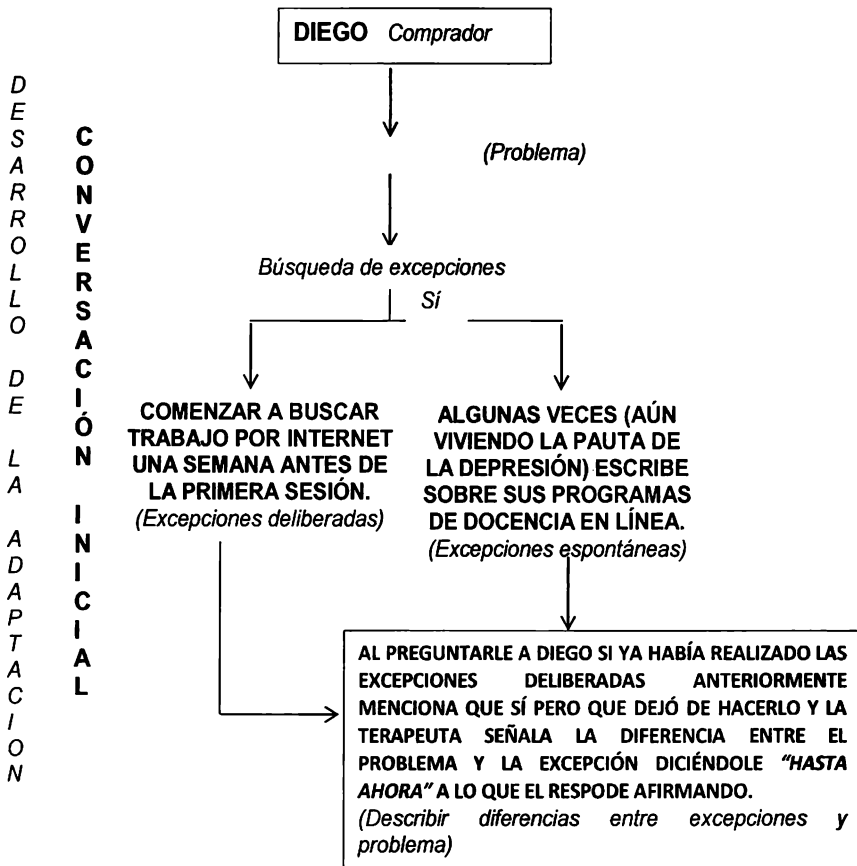 DIEGO Comprador
DESARROLLO DE LA ADAPTACION
CONVERSACIÓN INICIAL
(Problema)
Búsqueda de excepciones
Sí
COMENZAR A BUSCAR
TRABAJO POR INTERNET
UNA SEMANA ANTES DE
LA PRIMERA SESIÓN.
(Excepciones deliberadas)
ALGUNAS VECES (AÚN
VIVIENDO LA PAUTA DE
LA DEPRESIÓN) ESCRIBE
SOBRE SUS PROGRAMAS
DE DOCENCIA EN LÍNEA.
(Excepciones espontáneas)
AL PREGUNTARLE A DIEGO SI YA HABÍA REALIZADO LAS
EXCEPCIONES DELIBERADAS ANTERIORMENTE
MENCIONA QUE SÍ PERO QUE DEJÓ DE HACERLO Y LA
TERAPEUTA SEÑALA LA DIFERENCIA ENTRE EL
PROBLEMA Y LA EXCEPCIÓN DICIÉNDOLE "HASTA
AHORA" A LO QUE EL RESPODE AFIRMANDO.
(Describir diferencias entre excepciones y
problema)